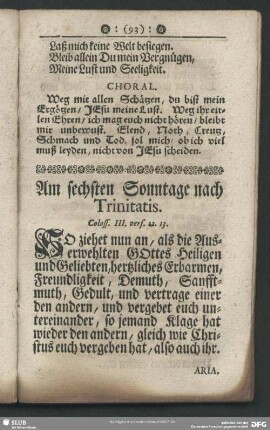 : (93) :
Laß mich keine Welt besiegen.
Bleib allein Du mein Vergnügen,
Meine Lust und Seeligkeit.
CHORAL.
Weg mit allen Schätzen, du bist mein
Ergötzen / JEsu meine Lust. Weg ihr eit-
len Ehren / ich mag euch nicht hören / bleibt
mir unbewust. Elend, Noth, Creutz,
Schmach und Tod, sol mich / ob ich viel
muß leyden, nicht von JEsu scheiden.
Am sechsten Sonntage nach
Trinitatis.
Coloss. III. vers. 12. 13.
SO ziehet nun an, als die Aus-
erwehlten GOttes Heiligen
und Geliebten, hertzliches Erbarmen,
Freundligkeit, Demuth, Sanfft-
muth, Gedult, und vertrage einer
den andern, und vergebet euch un-
tereinander, so jemand Klage hat
wieder den andern, gleich wie Chri-
stus euch vergeben hat, also auch ihr.
ARIA,
SLUB